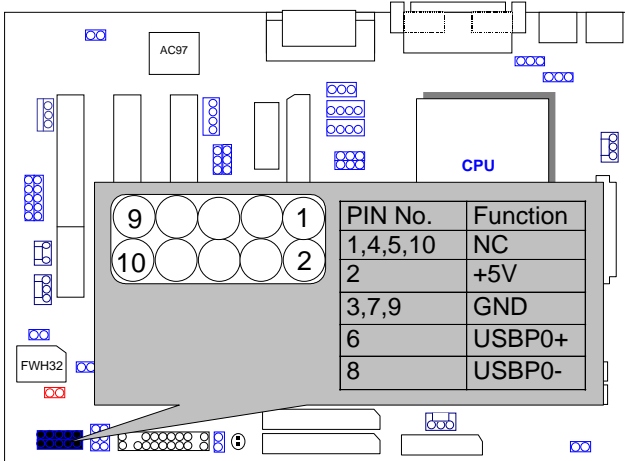 AC97
CPU
9 1
10 2
PIN No. Function
1,4,5,10 NC
2 +5V
3,7,9 GND
6 USBP0+
8 USBP0-
FWH32